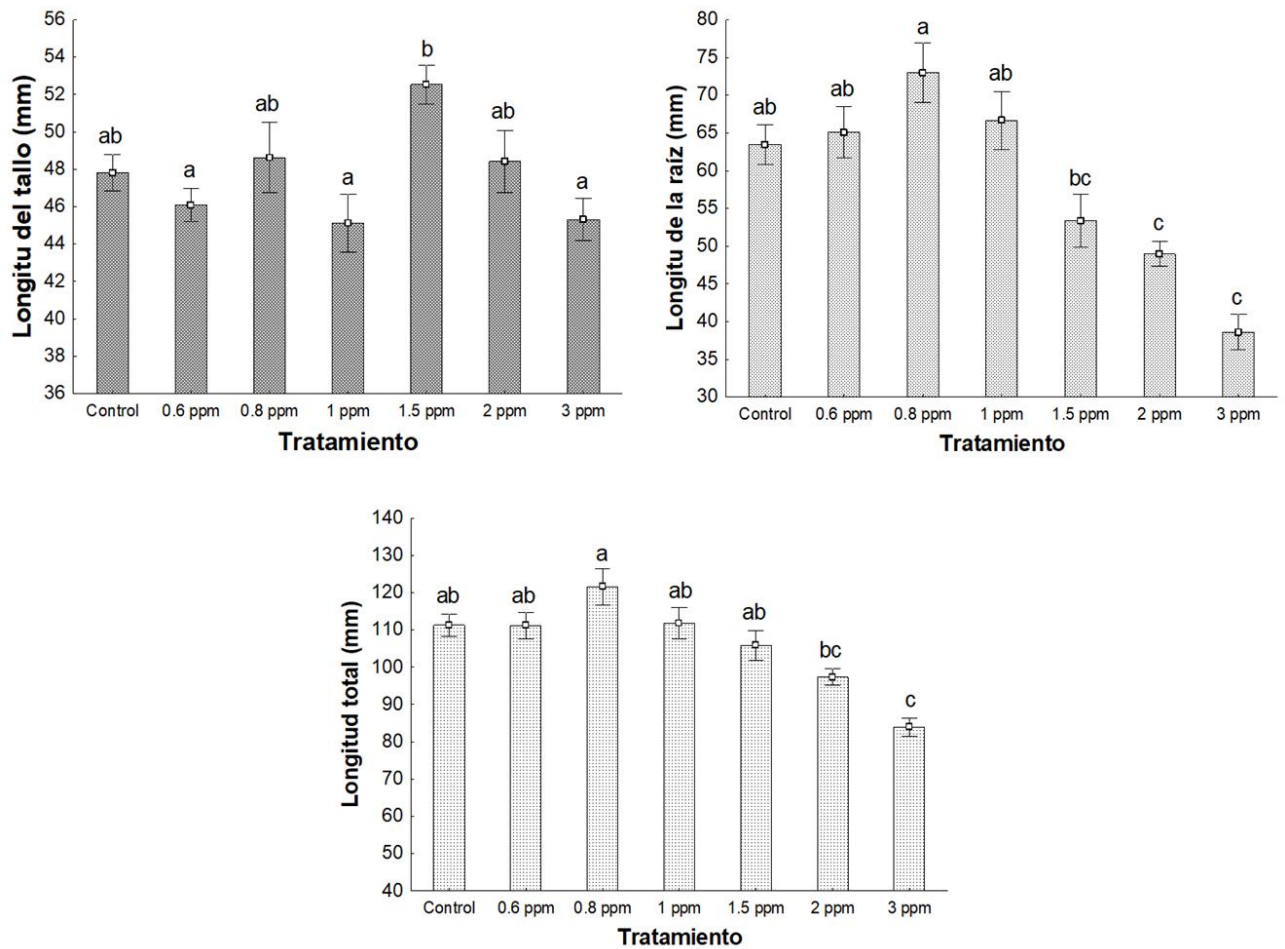 Longitu del tallo (mm)
56
54
52
50
48
46
44
42
40
38
36
ab
a
ab
a
b
ab
a
Control 0.6 ppm 0.8 ppm 1 ppm 1.5 ppm 2 ppm 3 ppm
Tratamiento
Longitu de la raíz (mm)
80
75
70
65
60
55
50
45
40
35
30
ab
ab
a
ab
bc
c
c
Control 0.6 ppm 0.8 ppm 1 ppm 1.5 ppm 2 ppm 3 ppm
Tratamiento
Longitud total (mm)
140
130
120
110
100
90
80
70
60
50
40
ab
ab
a
ab
ab
bc
c
Control 0.6 ppm 0.8 ppm 1 ppm 1.5 ppm 2 ppm 3 ppm
Tratamiento